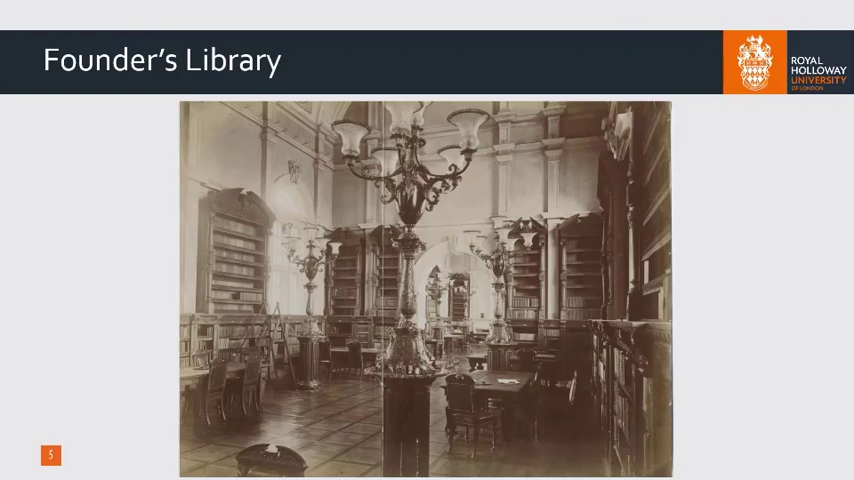 Founder's Library
ROYAL
HOLLOWAY
UNIVERSITY
OF LONDON
5